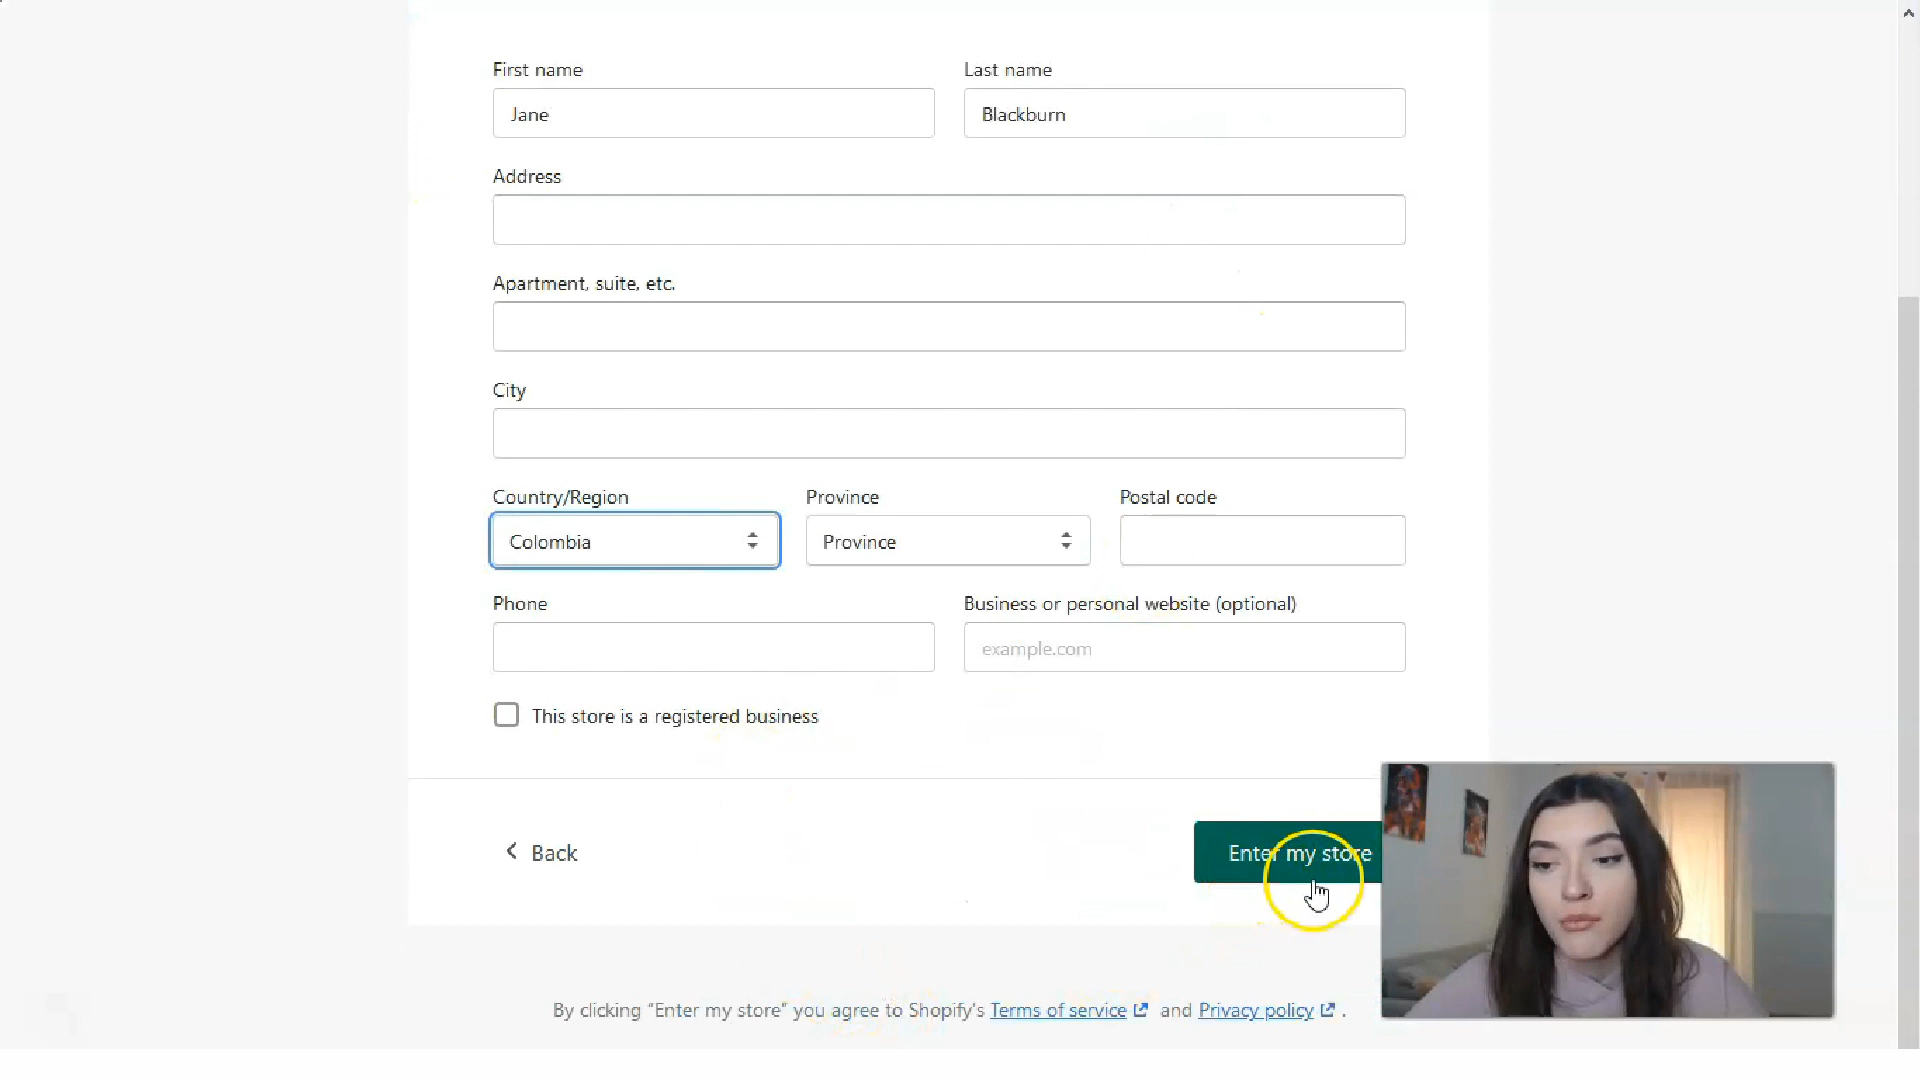 First name Last name
Jane Blackburn
Address
Apartment, suite, etc.
City
Country/Region Province Postal code
Colombia Province
Phone Business or personal website (optional)
example.com
This store is a registered business
Back Enter my store
By clicking “Enter my store” you agree to Shopify's Terms of service and Privacy policy .